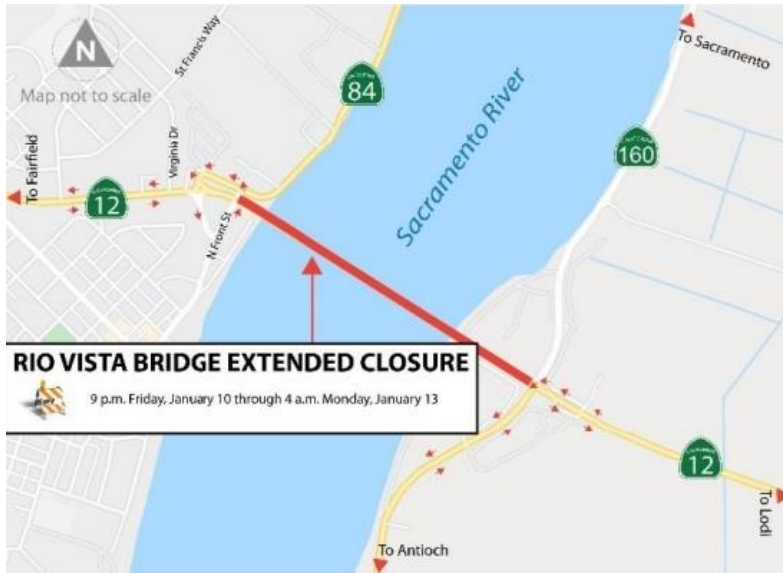 N
Map not to scale
St Francis Way
84
To Sacramento
Sacramento River
160
To Fairfield
Virginia Dr
12
N Front St
RIO VISTA BRIDGE EXTENDED CLOSURE
9 p.m. Friday, January 10 through 4 a.m. Monday, January 13
12
To Lodi
To Antioch